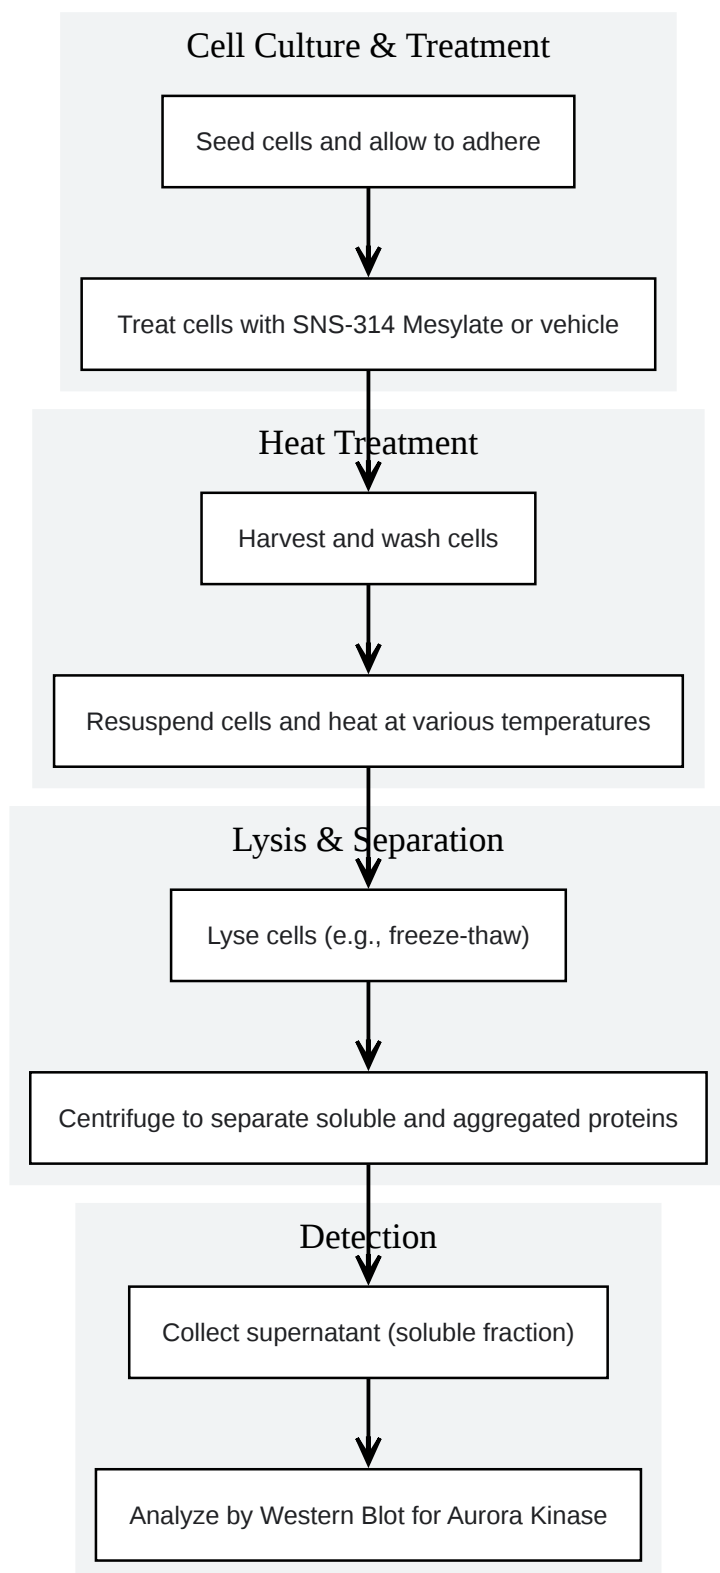 Cell Culture & Treatment
Seed cells and allow to adhere
Treat cells with SNS-314 Mesylate or vehicle
Heat Treatment
Harvest and wash cells
Resuspend cells and heat at various temperatures
Lysis & Separation
Lyse cells (e.g., freeze-thaw)
Centrifuge to separate soluble and aggregated proteins
Detection
Collect supernatant (soluble fraction)
Analyze by Western Blot for Aurora Kinase